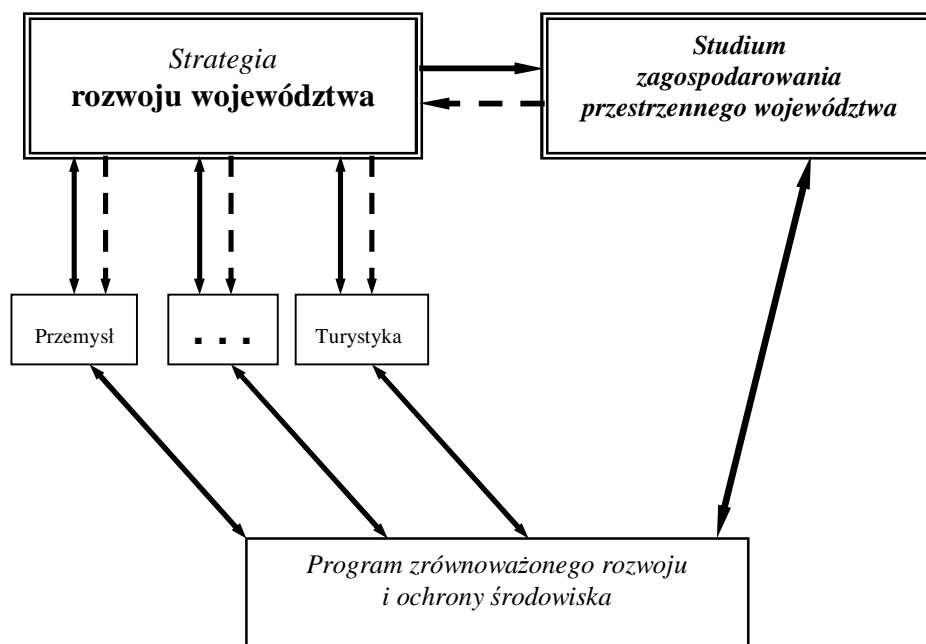 Strategia
rozwoju województwa
Studium
zagospodarowania
przestrzennego województwa
Przemysł
...
Turystyka
Program zrównoważonego rozwoju
i ochrony środowiska